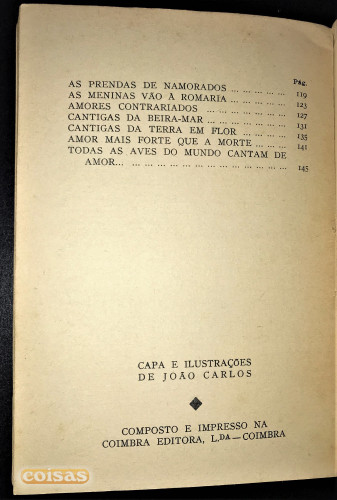 Pág.
AS PRENDAS DE NAMORADOS ... ... ... ... 119
AS MENINAS VÃO À ROMARIA ... ... ... ... 123
AMORES CONTRARIADOS ... ... ... ... ... 127
CANTIGAS DA BEIRA-MAR ... ... ... ... ... 131
CANTIGAS DA TERRA EM FLOR ... ... ... ... 135
AMOR MAIS FORTE QUE A MORTE ... ... ... 141
TODAS AS AVES DO MUNDO CANTAM DE
AMOR... ... ... ... ... ... ... ... ... ... ... 145
CAPA E ILUSTRAÇÕES
DE JOÃO CARLOS
COMPOSTO E IMPRESSO NA
COIMBRA EDITORA, L.DA — COIMBRA
coisas